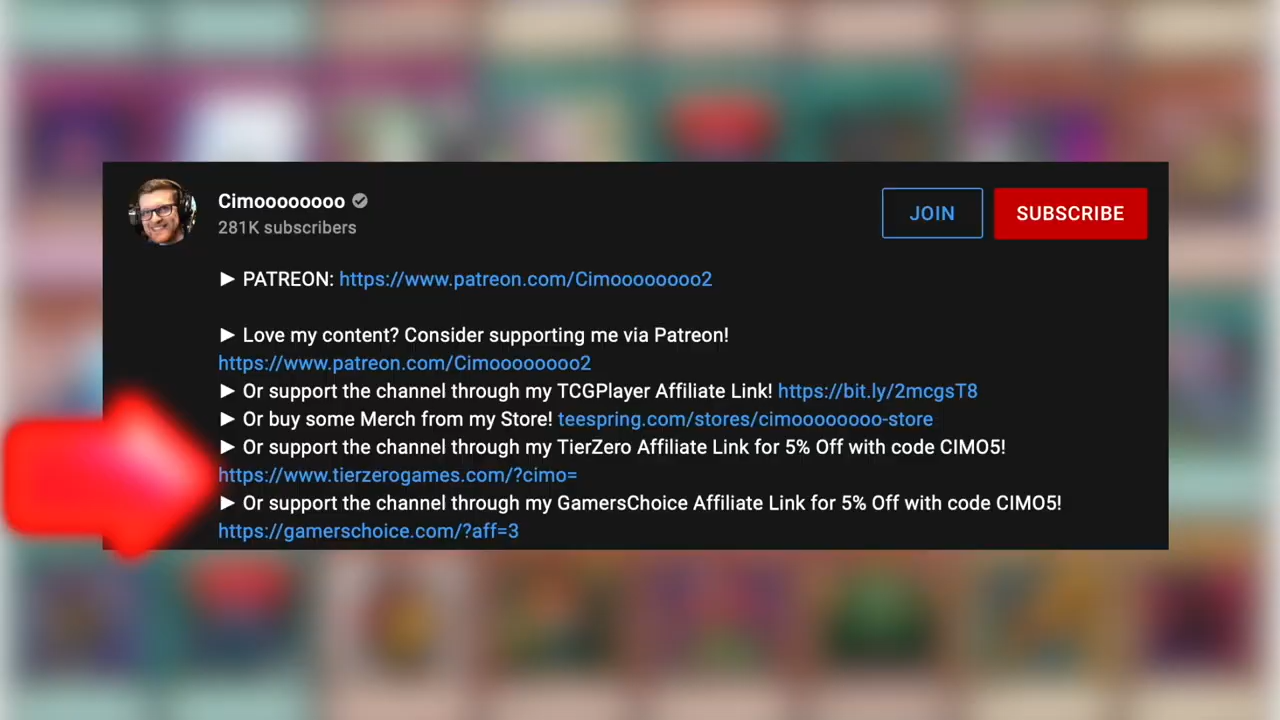 Cimoooooooo
281K subscribers
JOIN
SUBSCRIBE
► PATREON: https://www.patreon.com/Cimoooooooo2
► Love my content? Consider supporting me via Patreon!
https://www.patreon.com/Cimoooooooo2
► Or support the channel through my TCGPlayer Affiliate Link! https://bit.ly/2mcgsT8
► Or buy some Merch from my Store! teespring.com/stores/cimoooooooo-store
► Or support the channel through my TierZero Affiliate Link for 5% Off with code CIMO5!
https://www.tierzerogames.com/?cimo=
► Or support the channel through my GamersChoice Affiliate Link for 5% Off with code CIMO5!
https://gamerschoice.com/?aff=3